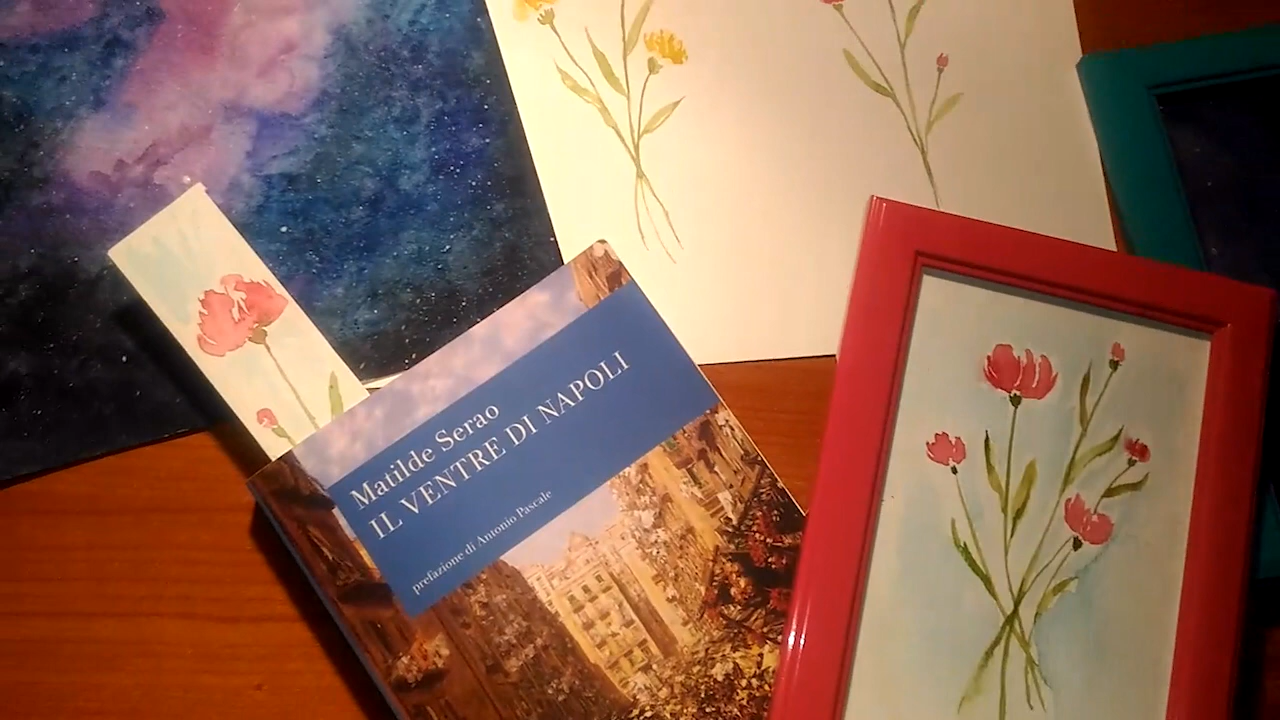 Matilde Serao
IL VENTRE DI NAPOLI
prefazione di Antonio Pascale